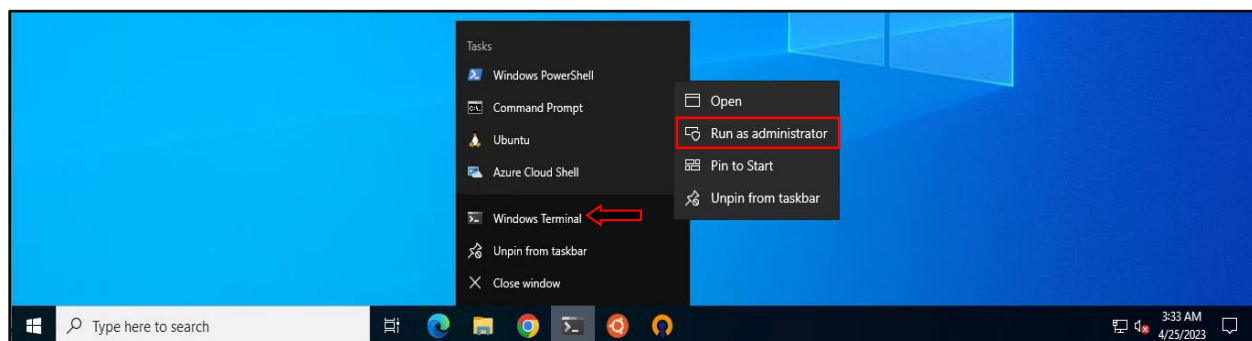 Tasks
Windows PowerShell
Command Prompt
Ubuntu
Azure Cloud Shell
Windows Terminal
Unpin from taskbar
Close window
Open
Run as administrator
Pin to Start
Unpin from taskbar
Type here to search
3:33 AM
4/25/2023